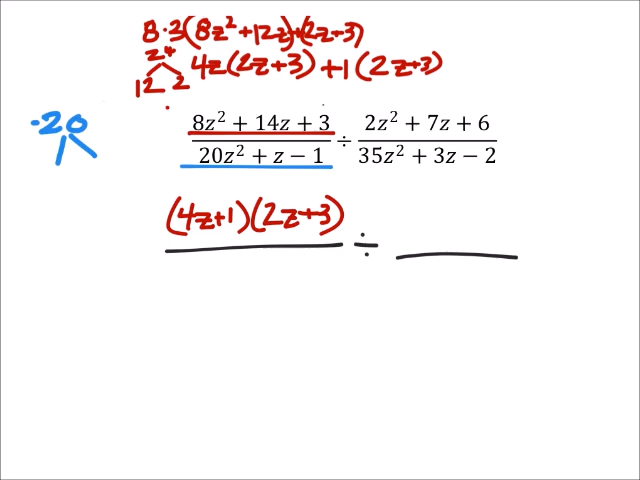 8·3(8z²+12z)+(2z+3)
24 4z(2z+3) +1(2z+3)
12 2
-20
8z² + 14z + 3 ÷ 2z² + 7z + 6
20z² + z − 1 35z² + 3z − 2
(4z+1)(2z+3) ÷